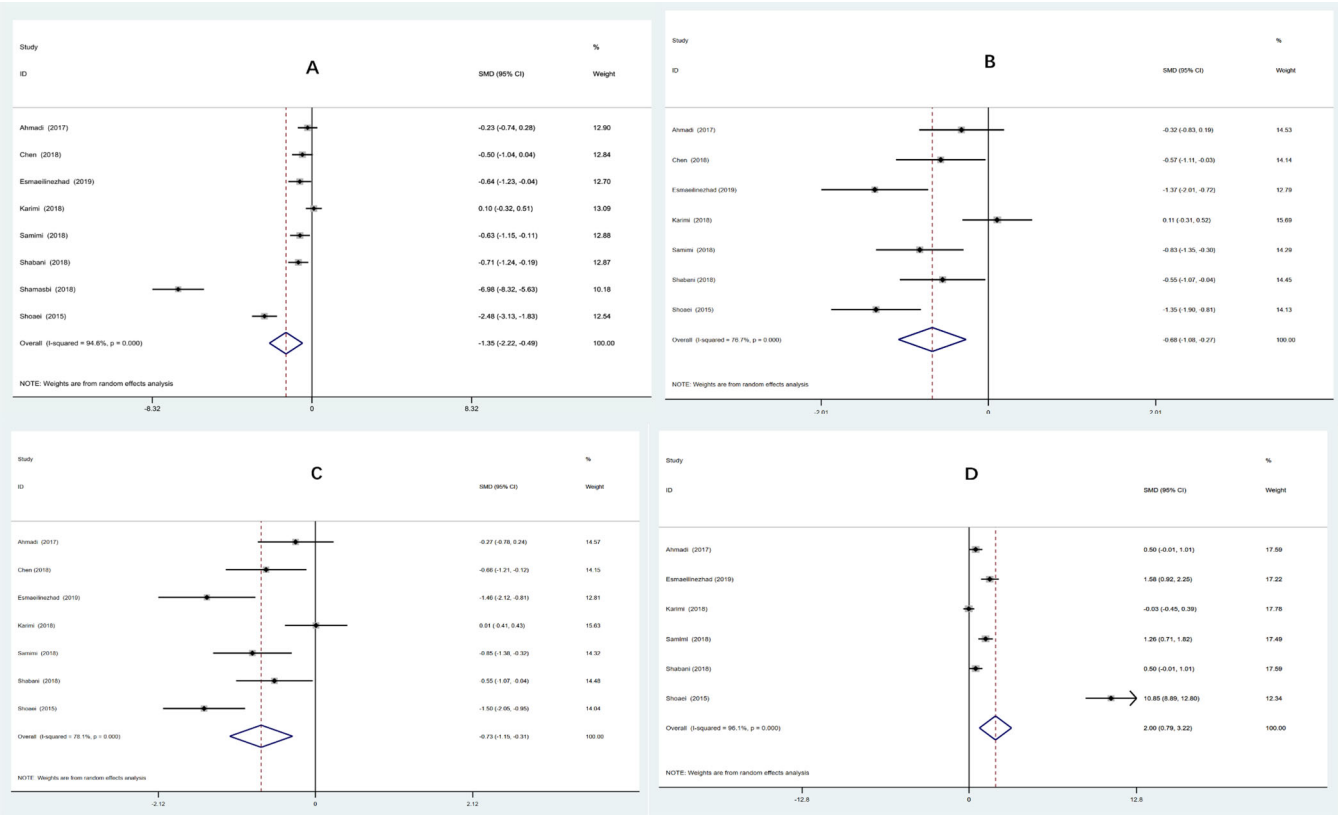 Study %
ID A SMD (95% CI) Weight
Ahmadi (2017) -0.23 (-0.74, 0.28) 12.90
Chen (2018) -0.50 (-1.04, 0.04) 12.84
Esmaeilinezhad (2019) -0.64 (-1.23, -0.04) 12.70
Karimi (2018) 0.10 (-0.32, 0.51) 13.09
Samimi (2018) -0.63 (-1.15, -0.11) 12.88
Shabani (2018) -0.71 (-1.24, -0.19) 12.87
Shamasbi (2018) -6.98 (-8.32, -5.63) 10.18
Shoaei (2015) -2.48 (-3.13, -1.83) 12.54
Overall (I-squared = 94.6%, p = 0.000) -1.35 (-2.22, -0.49) 100.00
NOTE: Weights are from random effects analysis
-8.32 0 8.32
Study %
ID B SMD (95% CI) Weight
Ahmadi (2017) -0.32 (-0.83, 0.19) 14.53
Chen (2018) -0.57 (-1.11, -0.03) 14.14
Esmaeilinezhad (2019) -1.37 (-2.01, -0.72) 12.79
Karimi (2018) 0.11 (-0.31, 0.52) 15.69
Samimi (2018) -0.83 (-1.35, -0.30) 14.29
Shabani (2018) -0.55 (-1.07, -0.04) 14.45
Shoaei (2015) -1.35 (-1.90, -0.81) 14.13
Overall (I-squared = 76.7%, p = 0.000) -0.68 (-1.08, -0.27) 100.00
NOTE: Weights are from random effects analysis
-2.01 0 2.01
Study %
ID C SMD (95% CI) Weight
Ahmadi (2017) -0.27 (-0.78, 0.24) 14.57
Chen (2018) -0.66 (-1.21, -0.12) 14.15
Esmaeilinezhad (2019) -1.46 (-2.12, -0.81) 12.81
Karimi (2018) 0.01 (-0.41, 0.43) 15.63
Samimi (2018) -0.85 (-1.38, -0.32) 14.32
Shabani (2018) -0.55 (-1.07, -0.04) 14.48
Shoaei (2015) -1.50 (-2.05, -0.95) 14.04
Overall (I-squared = 78.1%, p = 0.000) -0.73 (-1.15, -0.31) 100.00
NOTE: Weights are from random effects analysis
-2.12 0 2.12
Study %
ID D SMD (95% CI) Weight
Ahmadi (2017) 0.50 (-0.01, 1.01) 17.59
Esmaeilinezhad (2019) 1.58 (0.92, 2.25) 17.22
Karimi (2018) -0.03 (-0.45, 0.39) 17.78
Samimi (2018) 1.26 (0.71, 1.82) 17.49
Shabani (2018) 0.50 (-0.01, 1.01) 17.59
Shoaei (2015) 10.85 (8.89, 12.80) 12.34
Overall (I-squared = 96.1%, p = 0.000) 2.00 (0.79, 3.22) 100.00
NOTE: Weights are from random effects analysis
-12.8 0 12.8